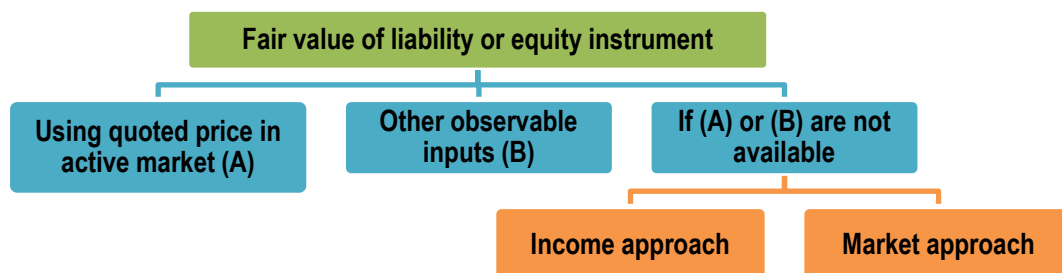 Fair value of liability or equity instrument
Using quoted price in
active market (A)
Other observable
inputs (B)
If (A) or (B) are not
available
Income approach
Market approach